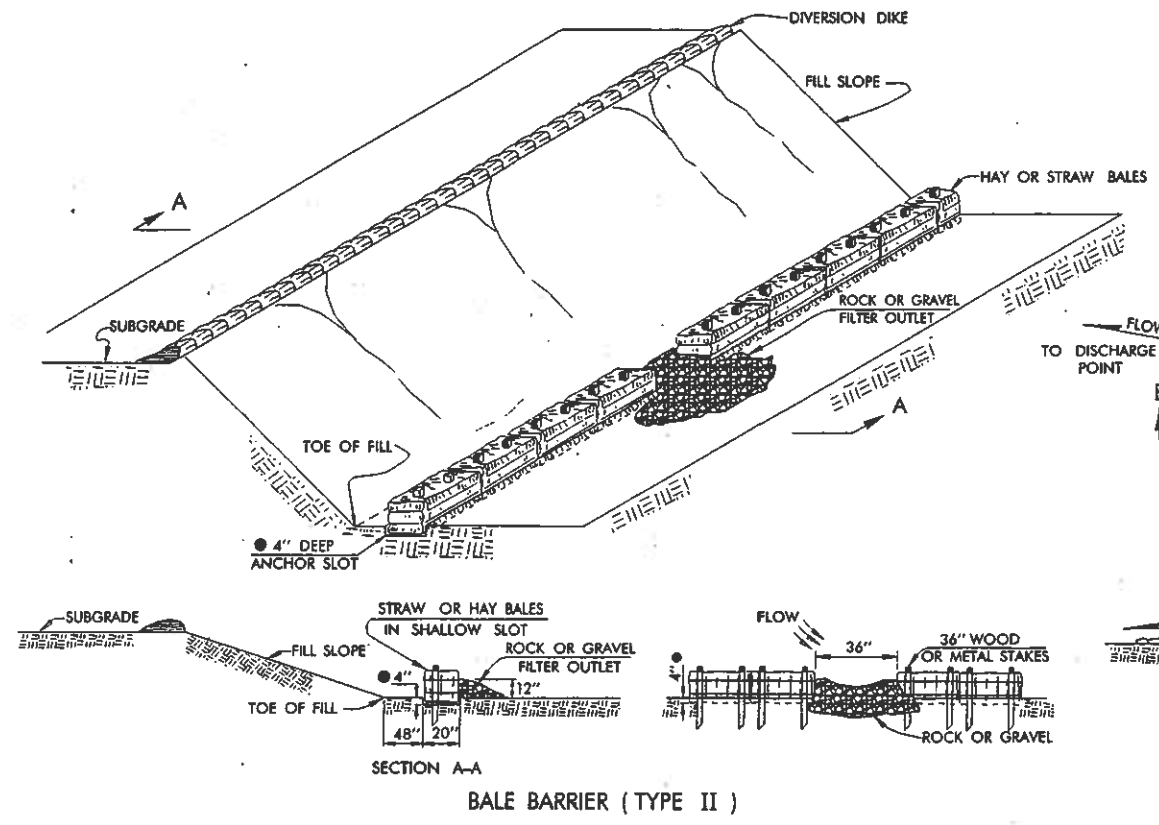 DIVERSION DIKE
FILL SLOPE
HAY OR STRAW BALES
A
ROCK OR GRAVEL
FILTER OUTLET
SUBGRADE
TO DISCHARGE
POINT
A
TOE OF FILL
● 4" DEEP
ANCHOR SLOT
SUBGRADE
STRAW OR HAY BALES
IN SHALLOW SLOT
FILL SLOPE
ROCK OR GRAVEL
FILTER OUTLET
● 4"
12"
TOE OF FILL
48"
20"
SECTION A-A
FLOW
36"
36" WOOD
OR METAL STAKES
4" ●
ROCK OR GRAVEL
BALE BARRIER ( TYPE II )